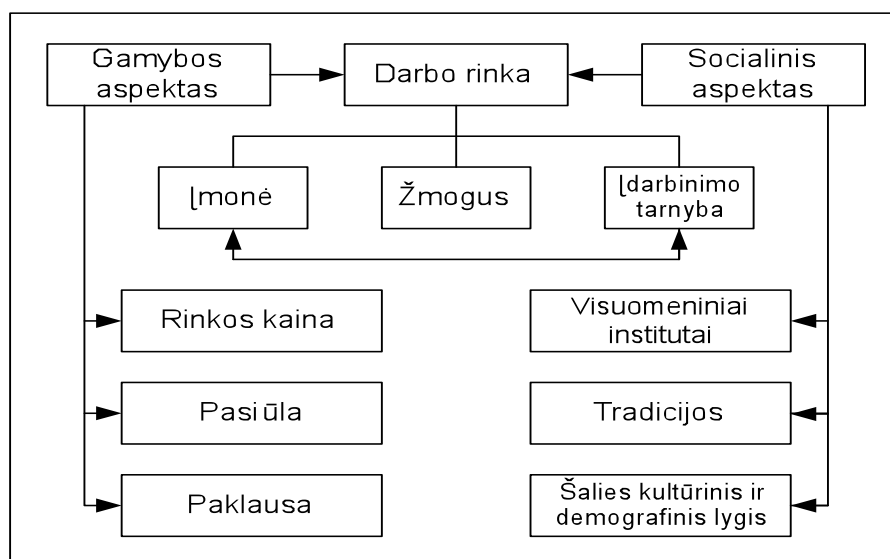 Gamybos
aspektas
Darbo rinka
Socialinis
aspektas
Įmonė
Žmogus
Įdarbinimo
tarnyba
Rinkos kaina
Visuomeniniai
institutai
Pasiūla
Tradicijos
Paklausa
Šalies kultūrinis ir
demografinis lygis